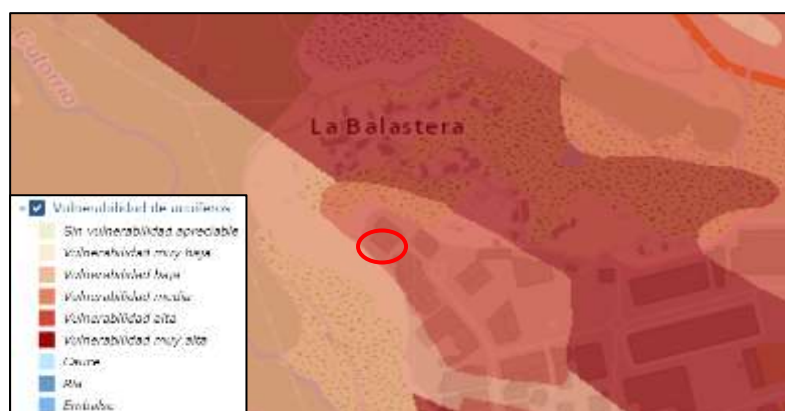 La Balastera
Vulnerabilidad de acuíferos
Sin vulnerabilidad apreciable
Vulnerabilidad muy baja
Vulnerabilidad baja
Vulnerabilidad media
Vulnerabilidad alta
Vulnerabilidad muy alta
Cauce
Ría
Embalse